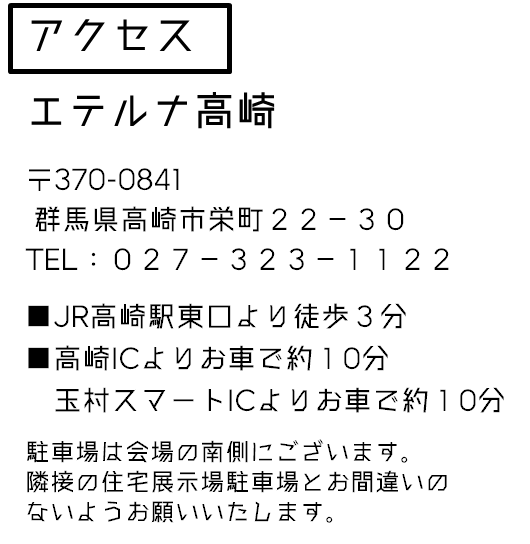 アクセス
エテルナ高崎
〒370-0841
群馬県高崎市栄町２２－３０
TEL：０２７－３２３－１１２２
■JR高崎駅東口より徒歩３分
■高崎ICよりお車で約１０分
玉村スマートICよりお車で約１０分
駐車場は会場の南側にございます。
隣接の住宅展示場駐車場とお間違いの
ないようお願いいたします。